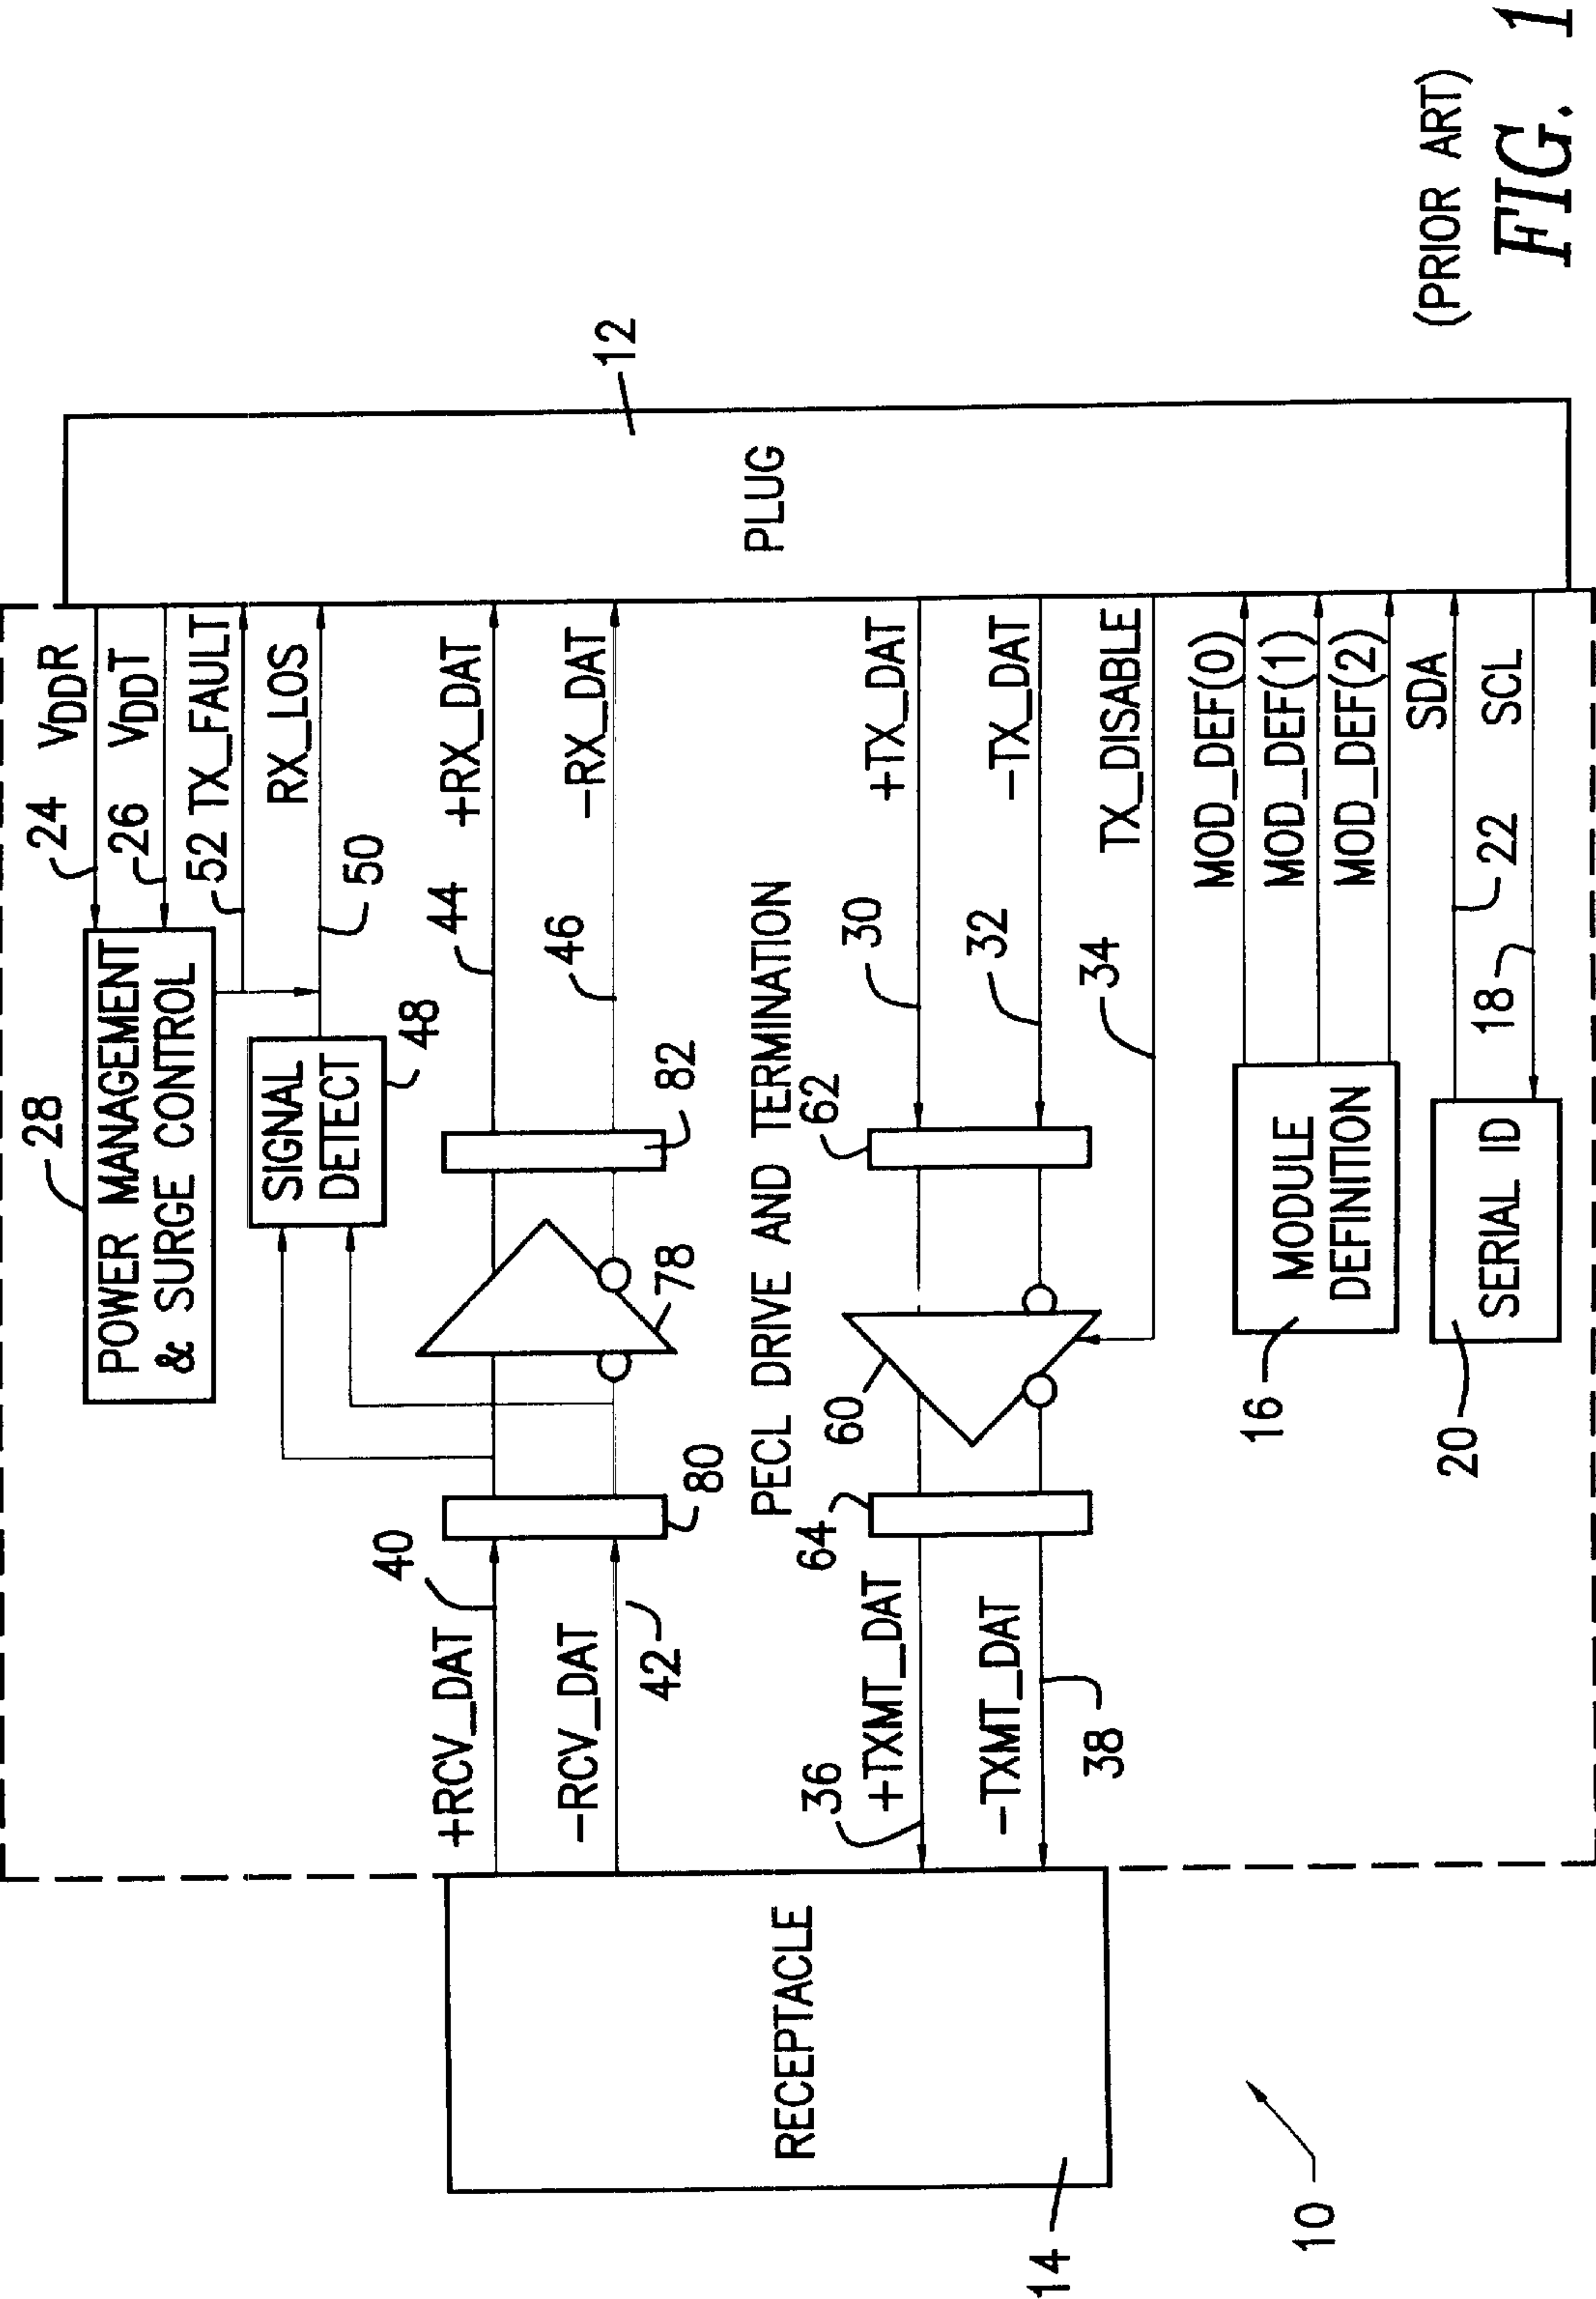 28
POWER MANAGEMENT
& SURGE CONTROL
24
VDDR
26
VDDT
52
TX_FAULT
RX_LOS
50
SIGNAL
DETECT
48
40
+RCV_DAT
-RCV_DAT
42
80
78
82
44
+RX_DAT
46
-RX_DAT
PECL DRIVE AND TERMINATION
RECEPTACLE
14
PLUG
12
36
+TXMT_DAT
-TXMT_DAT
38
64
60
62
30
+TX_DAT
32
-TX_DAT
34
TX_DISABLE
16
MODULE
DEFINITION
MOD_DEF(0)
MOD_DEF(1)
MOD_DEF(2)
20
SERIAL ID
22
SDA
18
SCL
10
(PRIOR ART)
FIG. 1